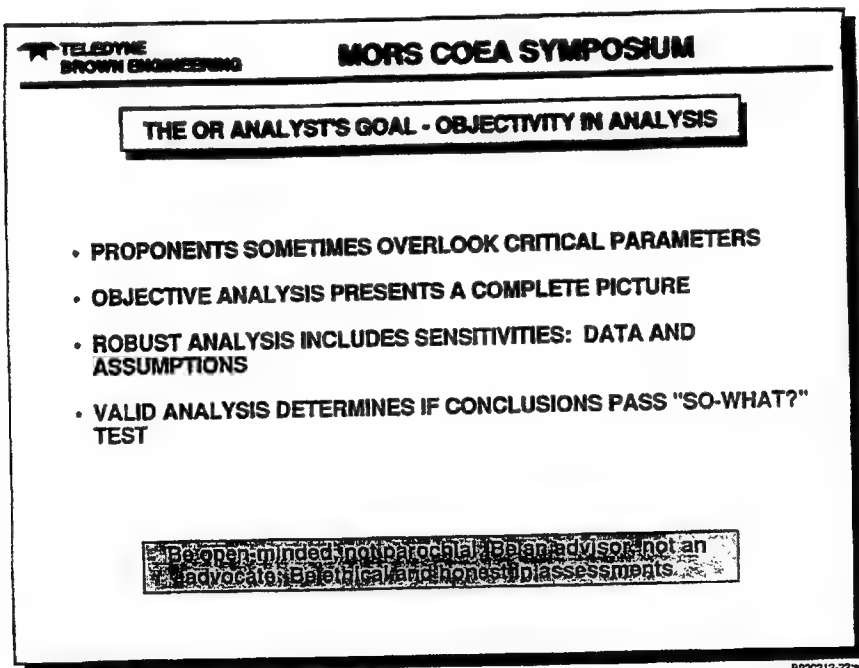 TELEDYNE
BROWN ENGINEERING
MORS COEA SYMPOSIUM
THE OR ANALYST'S GOAL - OBJECTIVITY IN ANALYSIS
• PROPONENTS SOMETIMES OVERLOOK CRITICAL PARAMETERS
• OBJECTIVE ANALYSIS PRESENTS A COMPLETE PICTURE
• ROBUST ANALYSIS INCLUDES SENSITIVITIES: DATA AND
ASSUMPTIONS
• VALID ANALYSIS DETERMINES IF CONCLUSIONS PASS "SO-WHAT?"
TEST
Be open-minded, not parochial. Be an advisor, not an
advocate. Be ethical and honest in assessments.